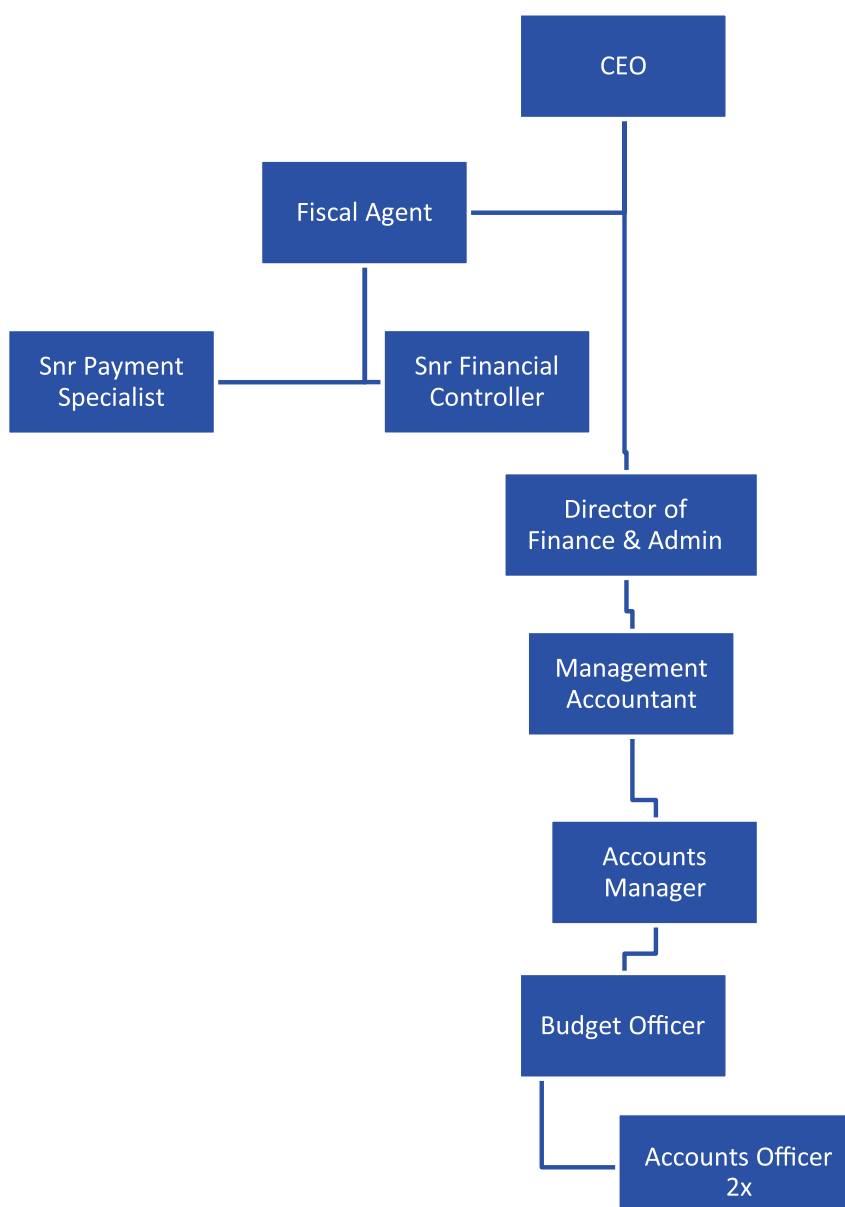 CEO
Fiscal Agent
Snr Payment
Specialist
Snr Financial
Controller
Director of
Finance & Admin
Management
Accountant
Accounts
Manager
Budget Officer
Accounts Officer
2x